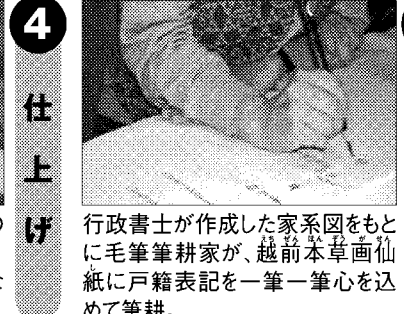 4
仕上げ
行政書士が作成した家系図をもと
に毛筆筆耕家が、越前本草画仙
紙に戸籍表記を一筆一筆心を込
めて筆耕。